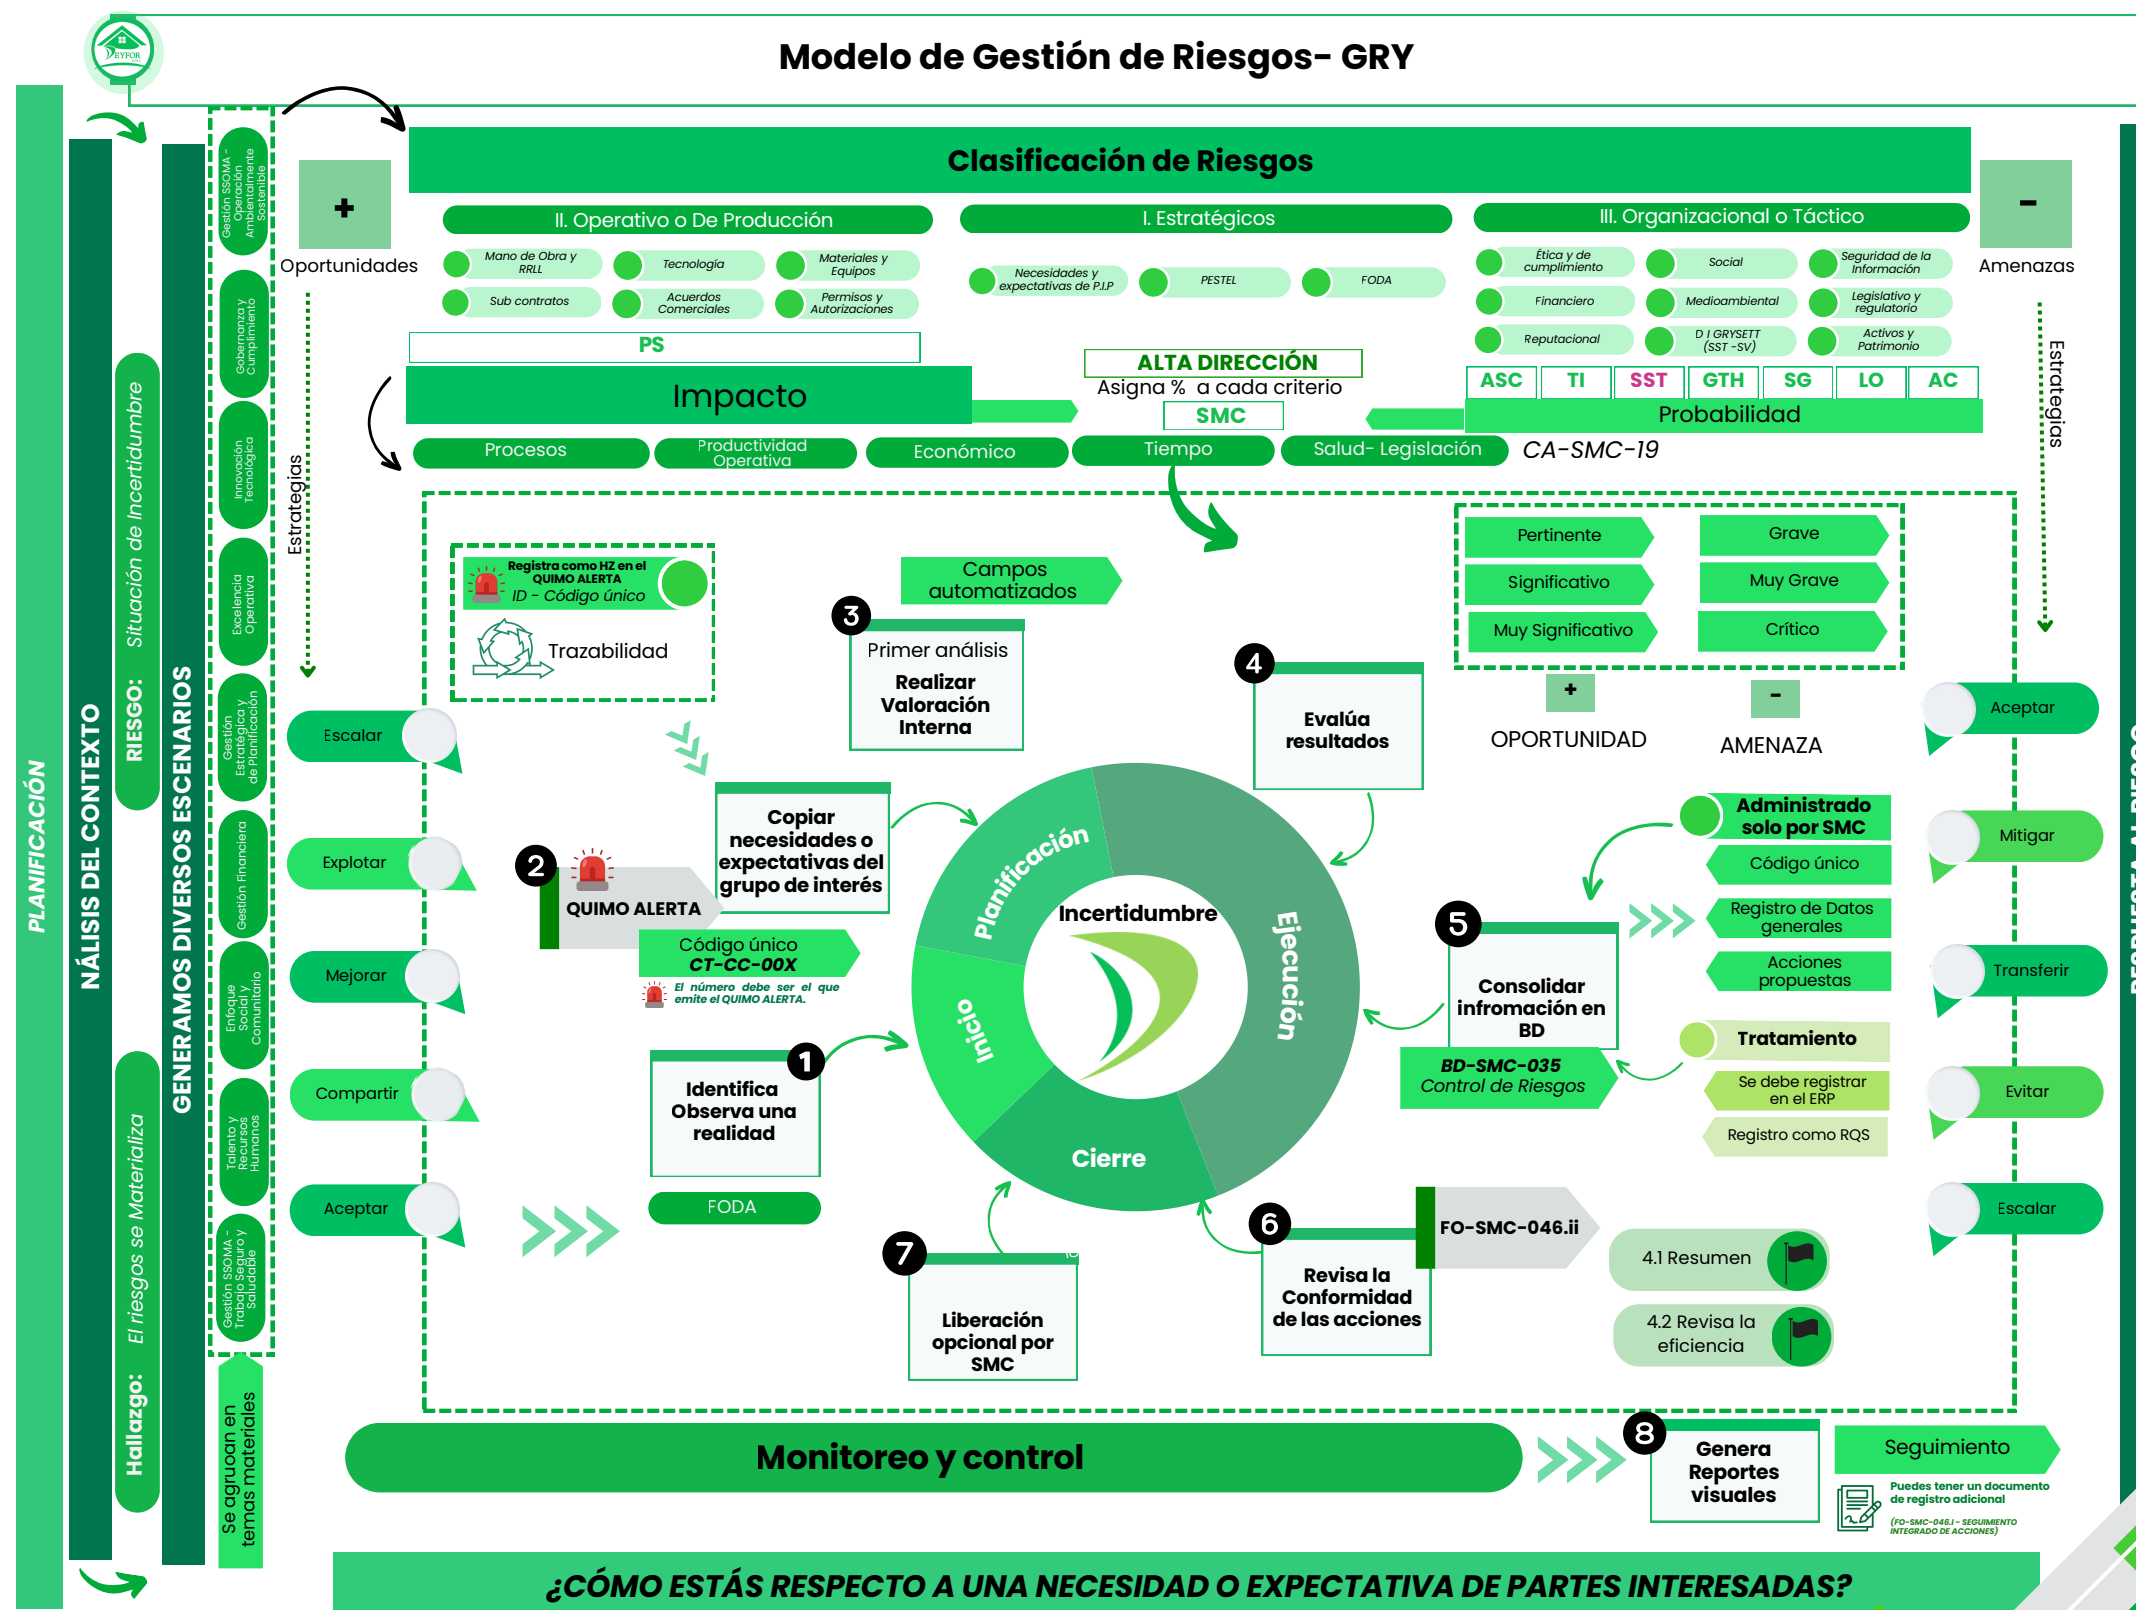 DEYFOR
Modelo de Gestión de Riesgos- GRY
PLANIFICACIÓN
NÁLISIS DEL CONTEXTO
RIESGO: Situación de Incertidumbre
Hallazgo: El riesgos se Materializa
GENERAMOS DIVERSOS ESCENARIOS
Gestión SSOMA -
Operación
Ambientalmente
Sostenible
Gobernanza y
Cumplimiento
Innovación
Tecnológica
Excelencia
Operativa
Gestión
Estratégica y
de Planificación
Gestión Financiera
Enfoque
Social y
Comunitario
Talento y
Recursos
Humanos
Gestión SSOMA -
Trabajo Seguro y
Saludable
Se agruoan en
temas materiales
+
Oportunidades
Estrategias
Clasificación de Riesgos
-
Amenazas
Estrategias
II. Operativo o De Producción
Mano de Obra y
RRLL
Tecnología
Materiales y
Equipos
Sub contratos
Acuerdos
Comerciales
Permisos y
Autorizaciones
I. Estratégicos
Necesidades y
expectativas de P.I.P
PESTEL
FODA
III. Organizacional o Táctico
Ética y de
cumplimiento
Social
Seguridad de la
Información
Financiero
Medioambiental
Legislativo y
regulatorio
Reputacional
D I GRYSETT
(SST -SV)
Activos y
Patrimonio
PS
ALTA DIRECCIÓN
Asigna % a cada criterio
SMC
ASC
TI
SST
GTH
SG
LO
AC
Impacto
Probabilidad
Procesos
Productividad
Operativa
Económico
Tiempo
Salud- Legislación
CA-SMC-19
Registra como HZ en el
QUIMO ALERTA
ID - Código único
Trazabilidad
Campos
automatizados
Pertinente
Significativo
Muy Significativo
Grave
Muy Grave
Crítico
+
OPORTUNIDAD
-
AMENAZA
Escalar
Explotar
Mejorar
Compartir
Aceptar
3
Primer análisis
Realizar
Valoración
Interna
4
Evalúa
resultados
2
QUIMO ALERTA
Copiar
necesidades o
expectativas del
grupo de interés
Código único
CT-CC-00X
El número debe ser el que
emite el QUIMO ALERTA.
1
Identifica
Observa una
realidad
FODA
Planificación
Ejecución
Inicio
Cierre
Incertidumbre
5
Consolidar
infromación en
BD
BD-SMC-035
Control de Riesgos
Administrado
solo por SMC
Código único
Registro de Datos
generales
Acciones
propuestas
Tratamiento
Se debe registrar
en el ERP
Registro como RQS
6
Revisa la
Conformidad
de las acciones
FO-SMC-046.ii
4.1 Resumen
4.2 Revisa la
eficiencia
7
Liberación
opcional por
SMC
Aceptar
Mitigar
Transferir
Evitar
Escalar
Monitoreo y control
8
Genera
Reportes
visuales
Seguimiento
Puedes tener un documento
de registro adicional
(FO-SMC-046.I - SEGUIMIENTO
INTEGRADO DE ACCIONES)
¿CÓMO ESTÁS RESPECTO A UNA NECESIDAD O EXPECTATIVA DE PARTES INTERESADAS?